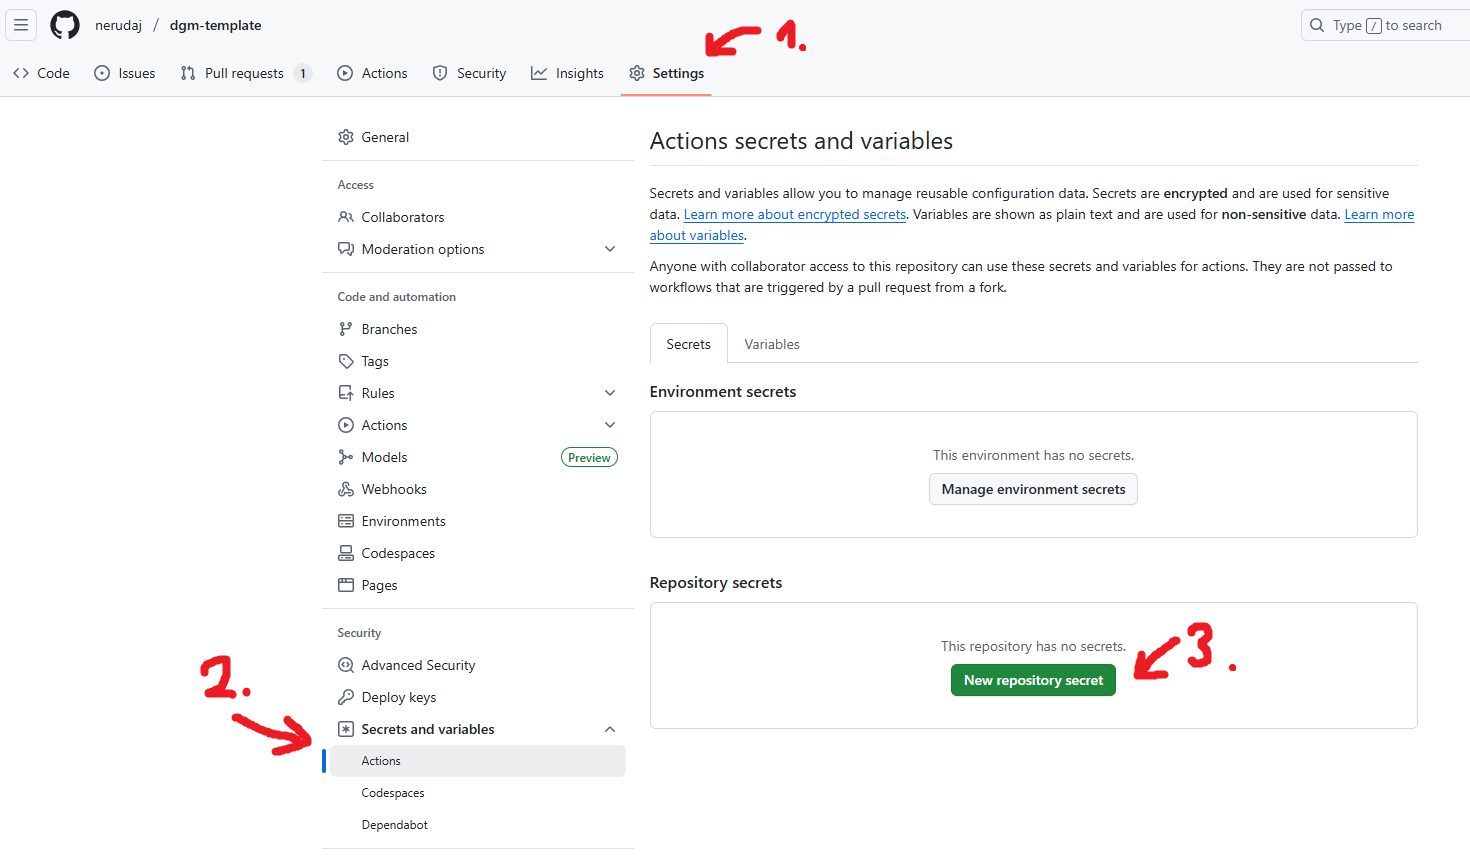 nerudaj / dgm-template
Type / to search
1.
Code Issues Pull requests 1 Actions Security Insights Settings
General
Access
Collaborators
Moderation options
Code and automation
Branches
Tags
Rules
Actions
Models Preview
Webhooks
Environments
Codespaces
Pages
Security
Advanced Security
Deploy keys
2.
Secrets and variables
Actions
Codespaces
Dependabot
Actions secrets and variables
Secrets and variables allow you to manage reusable configuration data. Secrets are encrypted and are used for sensitive
data. Learn more about encrypted secrets. Variables are shown as plain text and are used for non-sensitive data. Learn more
about variables.
Anyone with collaborator access to this repository can use these secrets and variables for actions. They are not passed to
workflows that are triggered by a pull request from a fork.
Secrets Variables
Environment secrets
This environment has no secrets.
Manage environment secrets
Repository secrets
This repository has no secrets.
New repository secret
3.